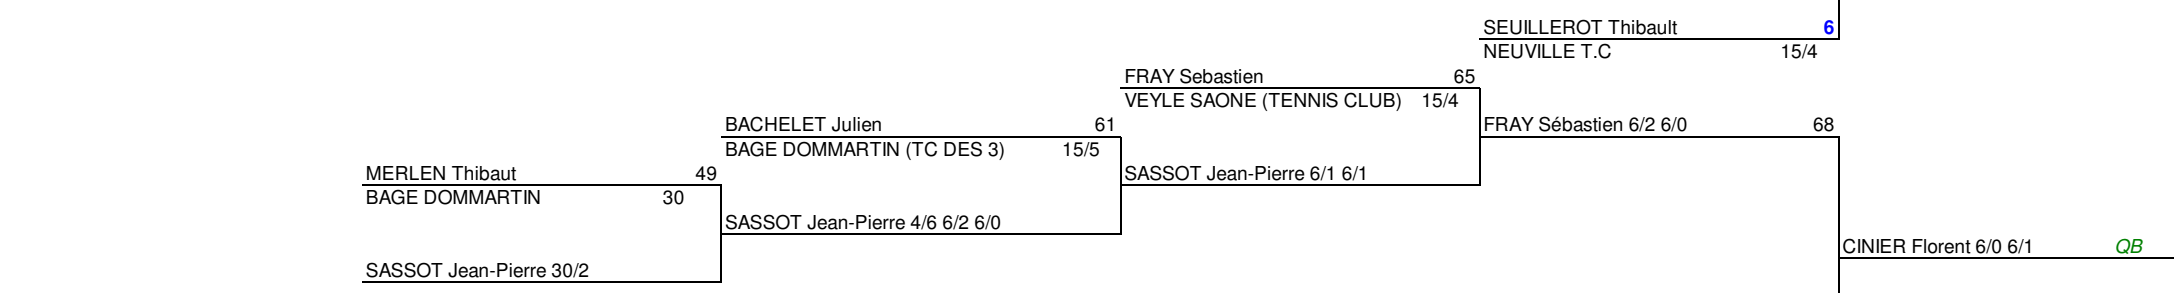 SEUILLEROT Thibault 6
NEUVILLE T.C 15/4
FRAY Sebastien 65
VEYLE SAONE (TENNIS CLUB) 15/4
BACHELET Julien 61
FRAY Sébastien 6/2 6/0 68
BAGE DOMMARTIN (TC DES 3) 15/5
MERLEN Thibaut 49
SASSOT Jean-Pierre 6/1 6/1
BAGE DOMMARTIN 30
SASSOT Jean-Pierre 4/6 6/2 6/0
CINIER Florent 6/0 6/1 QB
SASSOT Jean-Pierre 30/2